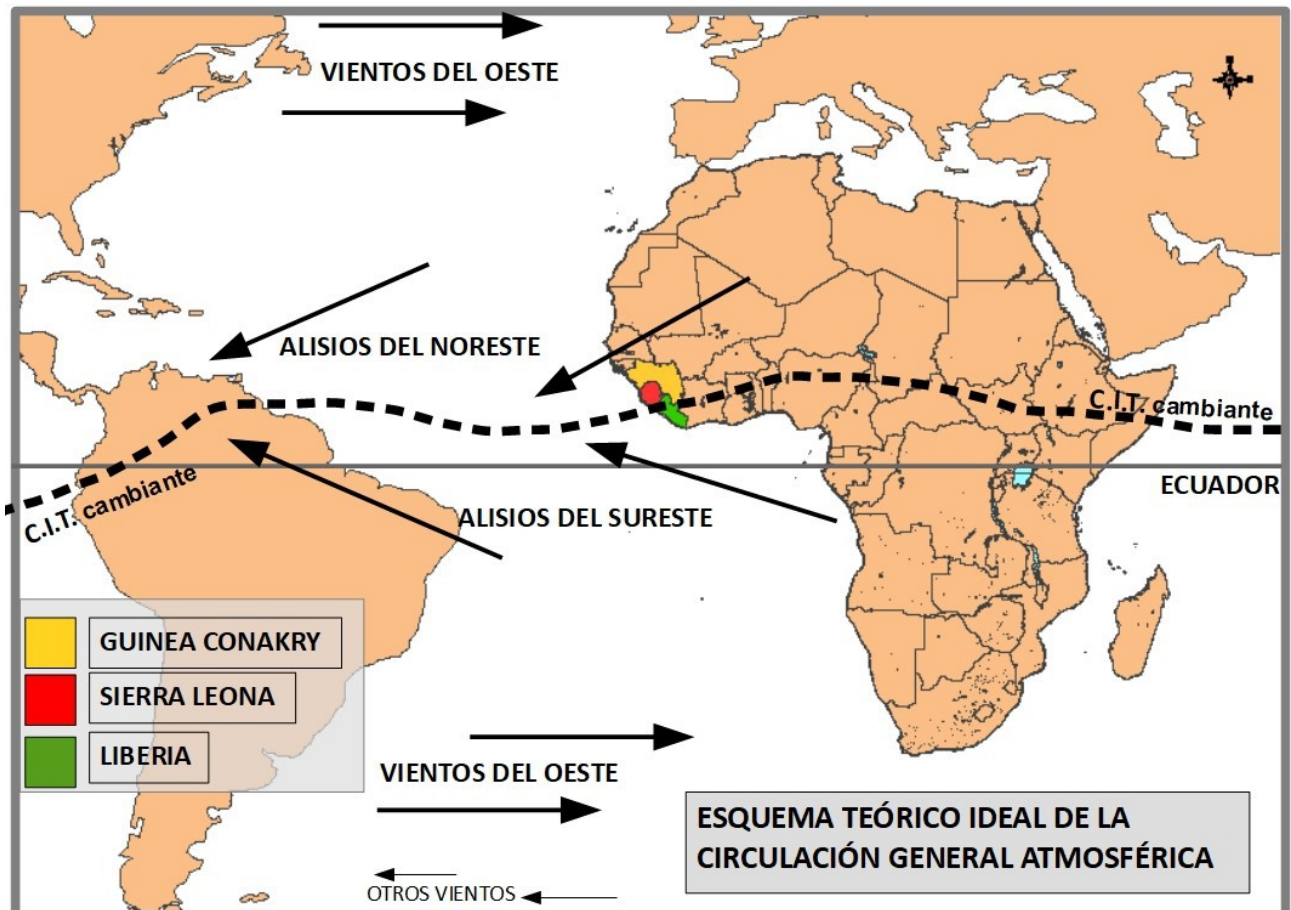 VIENTOS DEL OESTE
ALISIOS DEL NORESTE
C.I.T. cambiante
ECUADOR
C.I.T. cambiante
ALISIOS DEL SURESTE
GUINEA CONAKRY
SIERRA LEONA
LIBERIA
VIENTOS DEL OESTE
ESQUEMA TEÓRICO IDEAL DE LA
CIRCULACIÓN GENERAL ATMOSFÉRICA
OTROS VIENTOS